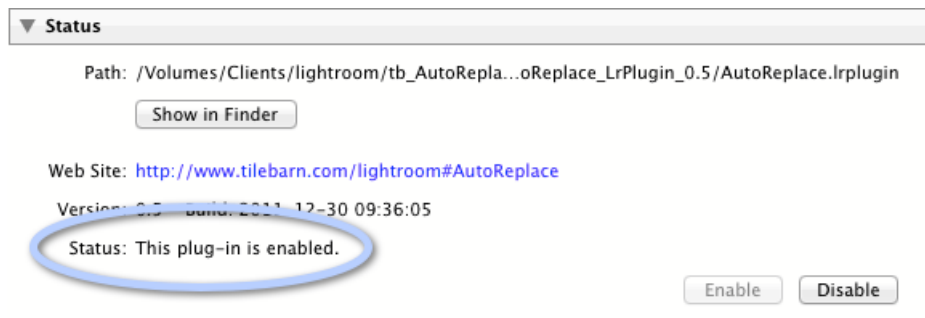 Status
Path: /Volumes/Clients/lightroom/tb_AutoRepla...oReplace_LrPlugin_0.5/AutoReplace.lrplugin
Show in Finder
Web Site: http://www.tilebarn.com/lightroom#AutoReplace
Version: 0.5 Build: 2011-12-30 09:36:05
Status: This plug-in is enabled.
Enable Disable